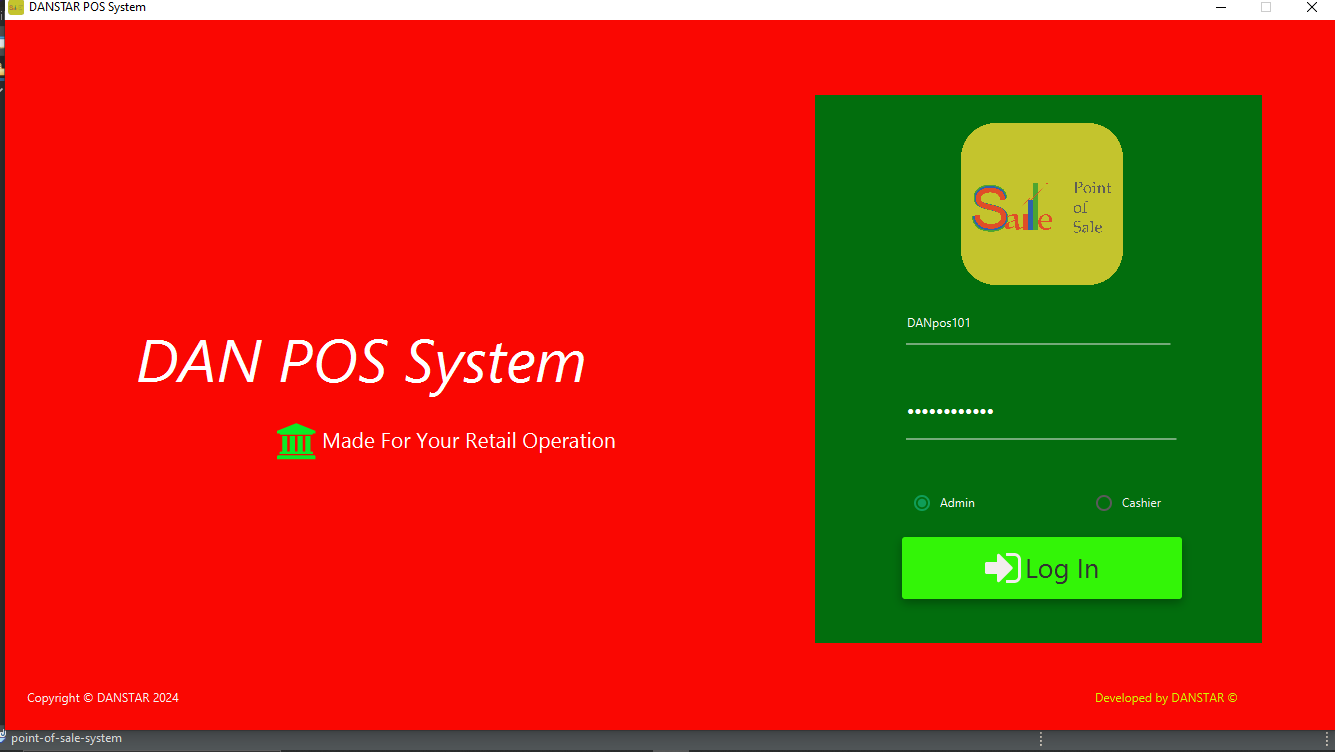 DANSTAR POS System
Point
of
Sale
Sale
DANpos101
••••••••••••
DAN POS System
Made For Your Retail Operation
Admin
Cashier
Log In
Copyright © DANSTAR 2024
Developed by DANSTAR ©
point-of-sale-system